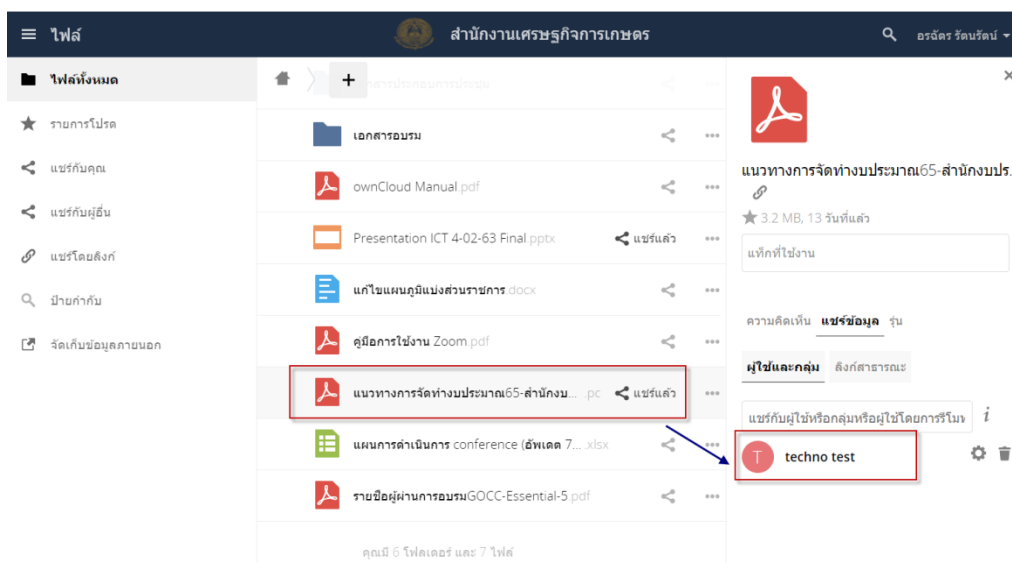 ไฟล์
สำนักงานเศรษฐกิจการเกษตร
อรฉัตร รัตนรัตน์
ไฟล์ทั้งหมด
รายการโปรด
แชร์กับคุณ
แชร์กับผู้อื่น
แชร์โดยลิงก์
ป้ายกำกับ
จัดเก็บข้อมูลภายนอก
เอกสารประกอบการประชุม
เอกสารอบรม
ownCloud Manual.pdf
Presentation ICT 4-02-63 Final.pptx แชร์แล้ว
แก้ไขแผนภูมิแบ่งส่วนราชการ.docx
คู่มือการใช้งาน Zoom.pdf
แนวทางการจัดทำงบประมาณ65-สำนักงบ... แชร์แล้ว
แผนการดำเนินการ conference (อัพเดต 7... .xlsx
รายชื่อผู้ผ่านการอบรมGOCC-Essential-5.pdf
คุณมี 6 โฟลเดอร์ และ 7 ไฟล์
แนวทางการจัดทำงบประมาณ65-สำนักงบปร.
3.2 MB, 13 วันที่แล้ว
แท็กที่ใช้งาน
ความคิดเห็น แชร์ข้อมูล รุ่น
ผู้ใช้และกลุ่ม ลิงก์สาธารณะ
แชร์กับผู้ใช้หรือกลุ่มหรือผู้ใช้โดยการรีโมท i
T techno test